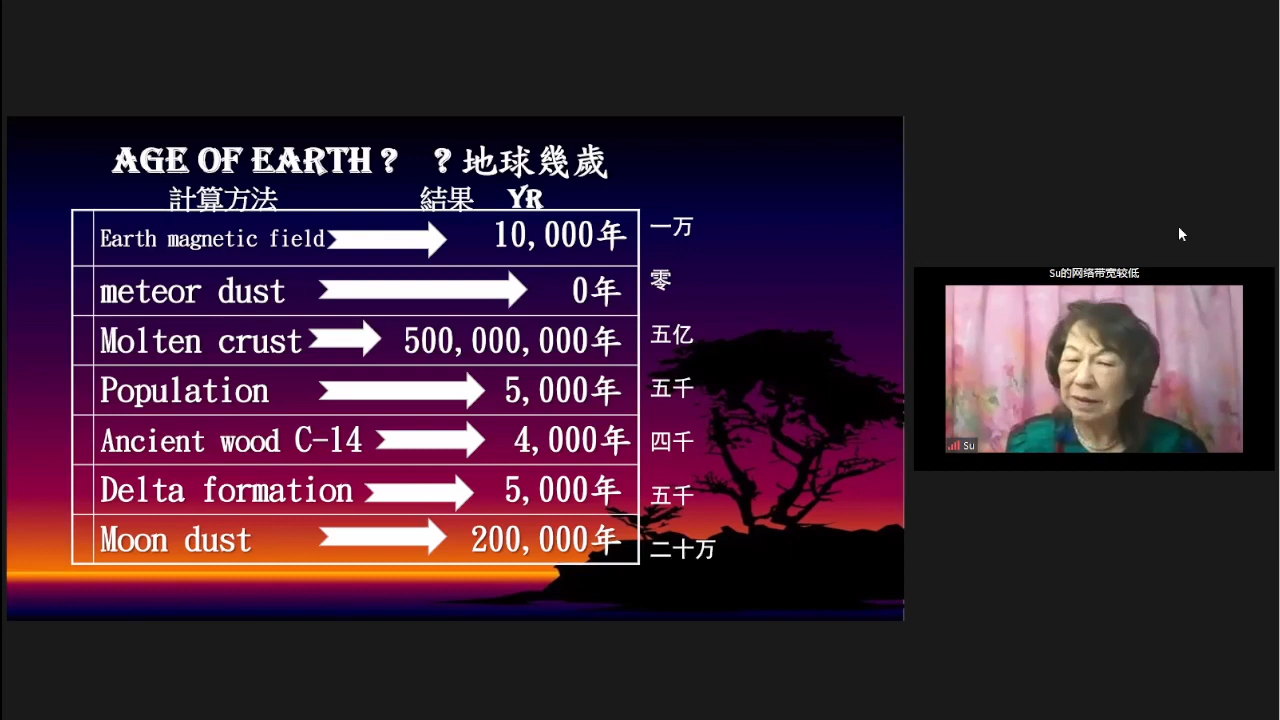 AGE OF EARTH ? ?地球幾歲
計算方法 結果 YR
Earth magnetic field 10,000年 一万
meteor dust 0年 零
Molten crust 500,000,000年 五亿
Population 5,000年 五千
Ancient wood C-14 4,000年 四千
Delta formation 5,000年 五千
Moon dust 200,000年 二十万
Su的网络带宽较低
Su